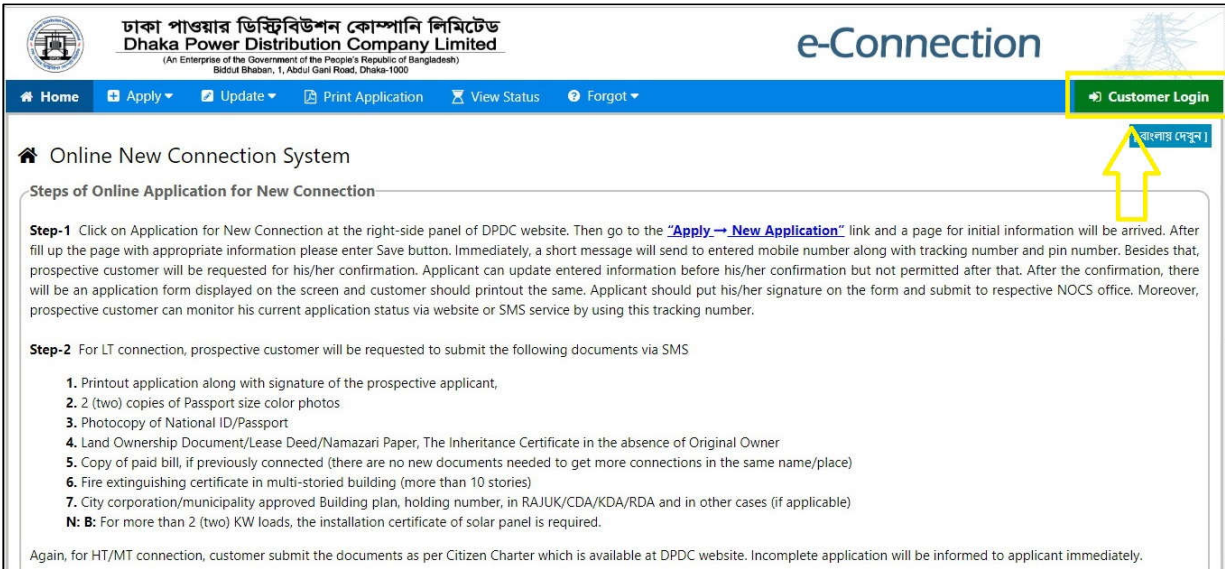 ঢাকা পাওয়ার ডিস্ট্রিবিউশন কোম্পানি লিমিটেড
Dhaka Power Distribution Company Limited
(An Enterprise of the Government of the People's Republic of Bangladesh)
Biddut Bhaban, 1, Abdul Gani Road, Dhaka-1000
e-Connection
Home Apply Update Print Application View Status Forgot Customer Login
বাংলায় দেখুন ]
Online New Connection System
Steps of Online Application for New Connection
Step-1 Click on Application for New Connection at the right-side panel of DPDC website. Then go to the "Apply → New Application" link and a page for initial information will be arrived. After
fill up the page with appropriate information please enter Save button. Immediately, a short message will send to entered mobile number along with tracking number and pin number. Besides that,
prospective customer will be requested for his/her confirmation. Applicant can update entered information before his/her confirmation but not permitted after that. After the confirmation, there
will be an application form displayed on the screen and customer should printout the same. Applicant should put his/her signature on the form and submit to respective NOCS office. Moreover,
prospective customer can monitor his current application status via website or SMS service by using this tracking number.
Step-2 For LT connection, prospective customer will be requested to submit the following documents via SMS
1. Printout application along with signature of the prospective applicant,
2. 2 (two) copies of Passport size color photos
3. Photocopy of National ID/Passport
4. Land Ownership Document/Lease Deed/Namazari Paper, The Inheritance Certificate in the absence of Original Owner
5. Copy of paid bill, if previously connected (there are no new documents needed to get more connections in the same name/place)
6. Fire extinguishing certificate in multi-storied building (more than 10 stories)
7. City corporation/municipality approved Building plan, holding number, in RAJUK/CDA/KDA/RDA and in other cases (if applicable)
N: B: For more than 2 (two) KW loads, the installation certificate of solar panel is required.
Again, for HT/MT connection, customer submit the documents as per Citizen Charter which is available at DPDC website. Incomplete application will be informed to applicant immediately.